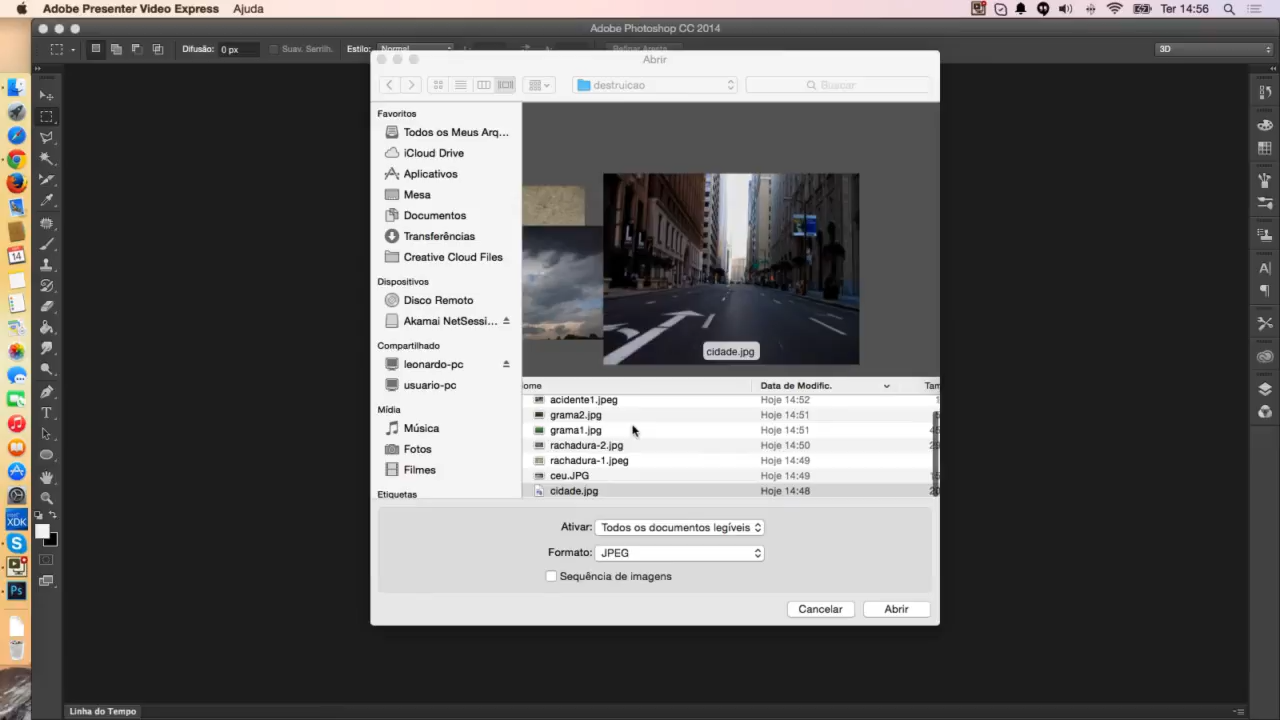 Adobe Presenter Video Express Ajuda Ter 14:56
Adobe Photoshop CC 2014
Difusão: 0 px Suav. Serrilh. Estilo: Normal Refinar Aresta... 3D
Abrir
destruicao Buscar
Favoritos
Todos os Meus Arq...
iCloud Drive
Aplicativos
Mesa
Documentos
Transferências
Creative Cloud Files
Dispositivos
Disco Remoto
Akamai NetSessi...
Compartilhado
leonardo-pc
usuario-pc
Mídia
Música
Fotos
Filmes
Etiquetas
cidade.jpg
ome Data de Modific. Tam
acidente1.jpeg Hoje 14:52
grama2.jpg Hoje 14:51
grama1.jpg Hoje 14:51
rachadura-2.jpg Hoje 14:50
rachadura-1.jpeg Hoje 14:49
ceu.JPG Hoje 14:49
cidade.jpg Hoje 14:48
Ativar: Todos os documentos legíveis
Formato: JPEG
Sequência de imagens
Cancelar Abrir
XDK
Ps
Linha do Tempo